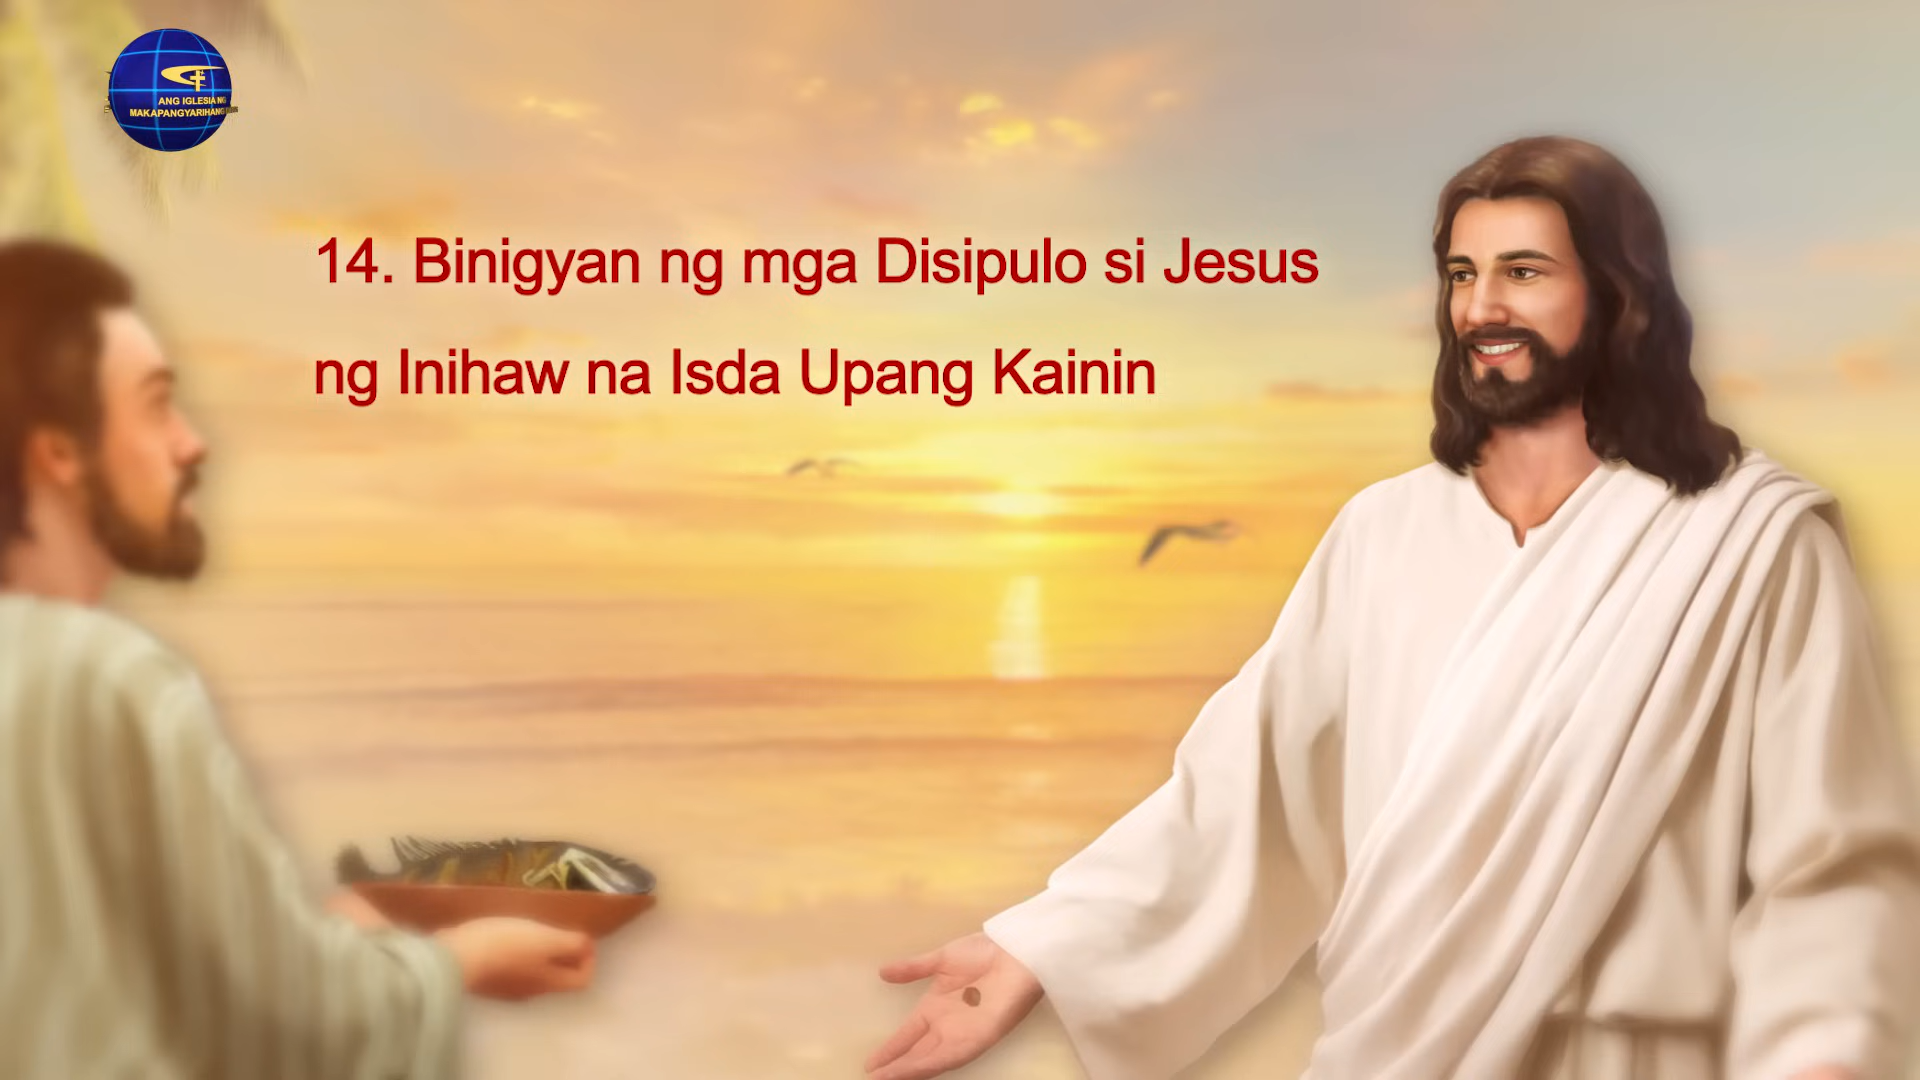 ANG IGLESIA NG
MAKAPANGYARIHANG
14. Binigyan ng mga Disipulo si Jesus
ng Inihaw na Isda Upang Kainin